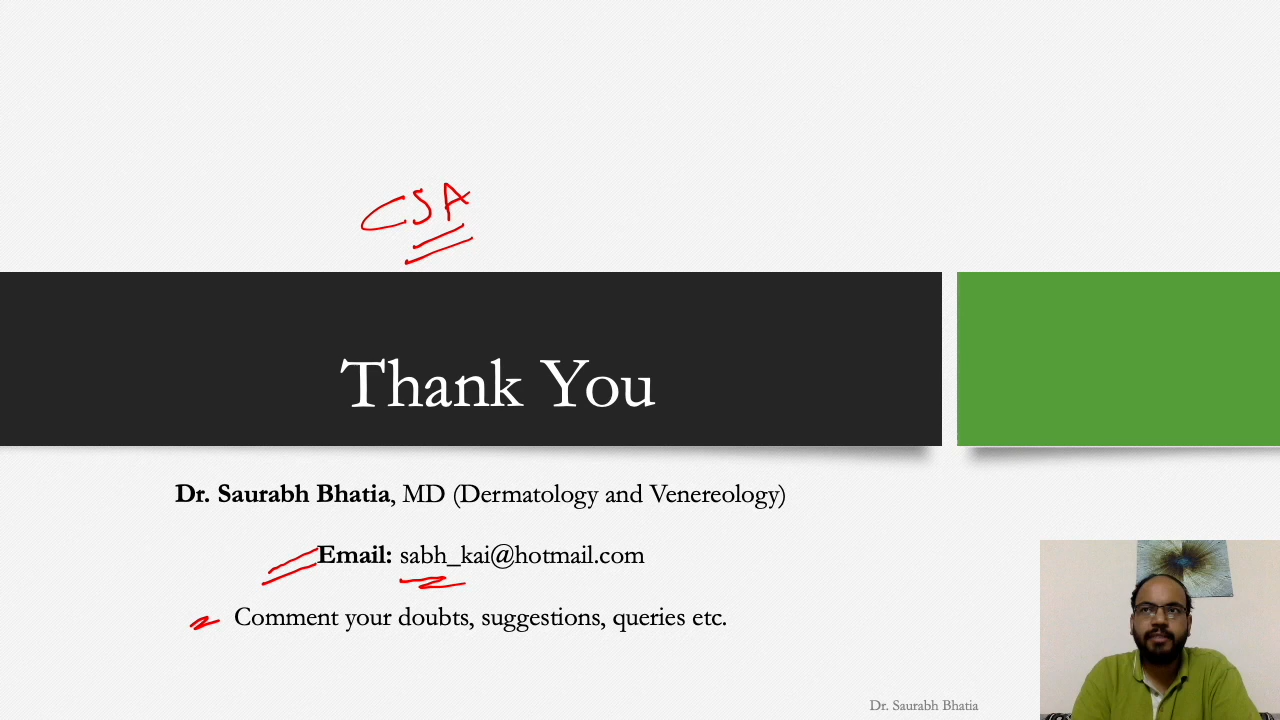 CSA
Thank You
Dr. Saurabh Bhatia, MD (Dermatology and Venereology)
Email: sabh_kai@hotmail.com
Comment your doubts, suggestions, queries etc.
Dr. Saurabh Bhatia